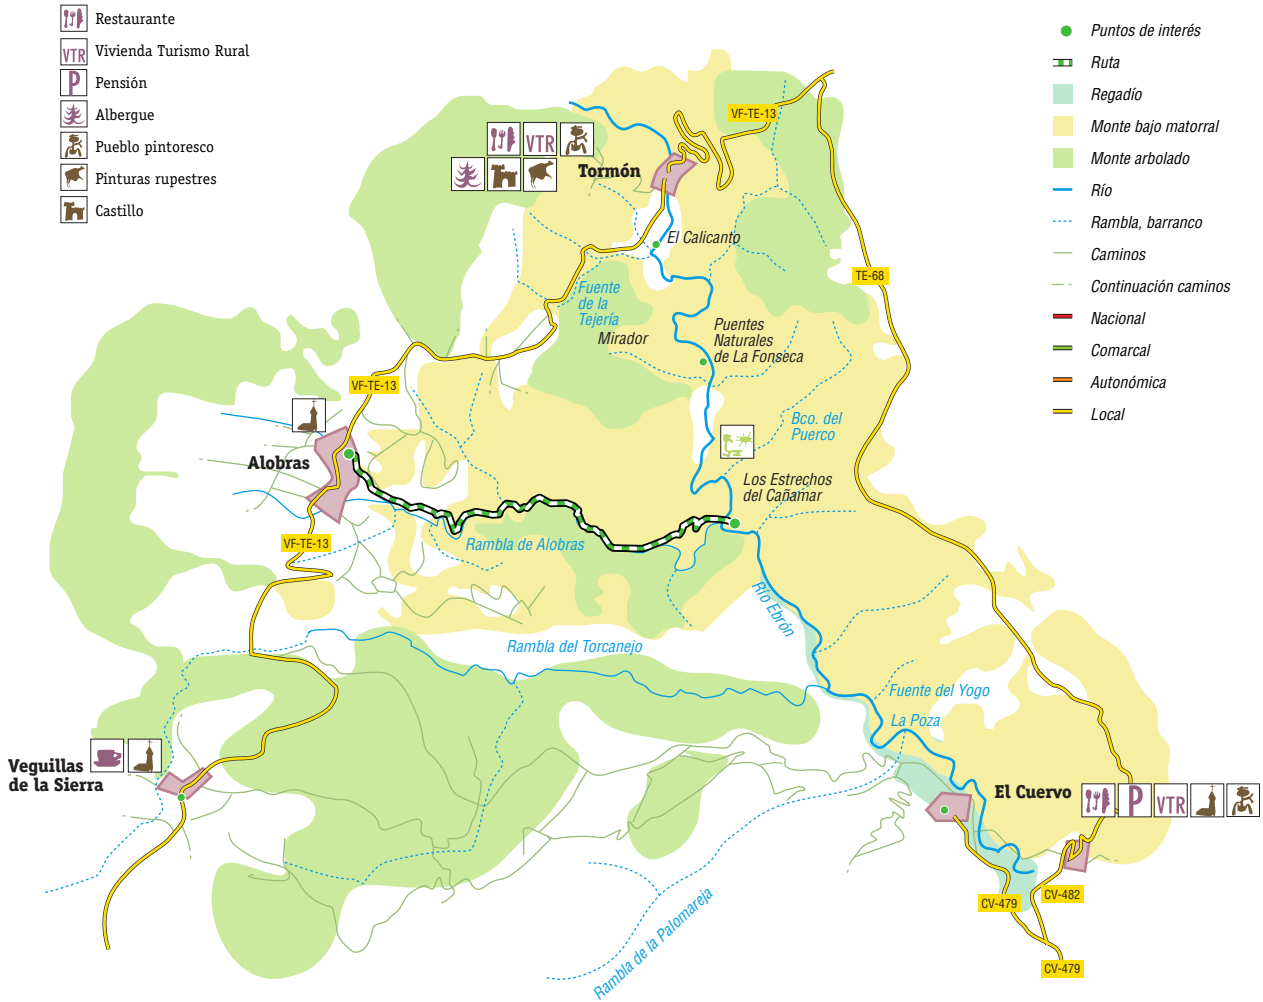 Restaurante
VTR
Vivienda Turismo Rural
P
Pensión
Albergue
Pueblo pintoresco
Pinturas rupestres
Castillo
Puntos de interés
Ruta
Regadío
Monte bajo matorral
Monte arbolado
Río
Rambla, barranco
Caminos
Continuación caminos
Nacional
Comarcal
Autonómica
Local
VF-TE-13
VTR
Tormón
El Calicanto
TE-68
Fuente
de la
Tejería
Mirador
Puentes
Naturales
de La Fonseca
VF-TE-13
Bco. del
Puerco
Alobras
Los Estrechos
del Cañamar
VF-TE-13
Rambla de Alobras
Río Ebrón
Rambla del Torcanejo
Fuente del Yogo
La Poza
Veguillas
de la Sierra
El Cuervo
P
VTR
CV-479
CV-482
Rambla de la Palomareja
CV-479